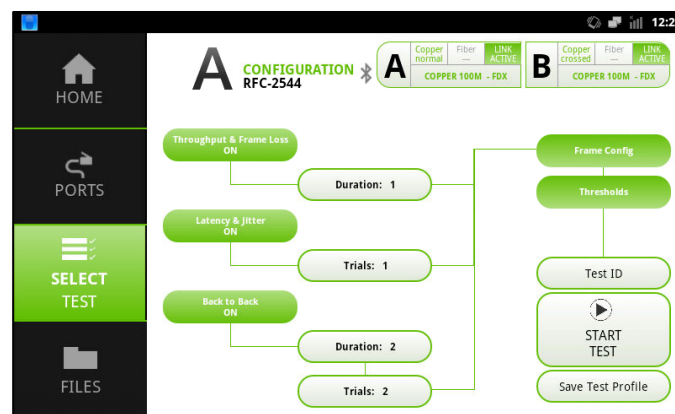 12:2
HOME
PORTS
SELECT
TEST
FILES
A
CONFIGURATION
RFC-2544
A
Copper
normal
Fiber
---
LINK
ACTIVE
COPPER 100M - FDX
B
Copper
crossed
Fiber
---
LINK
ACTIVE
COPPER 100M - FDX
Throughput & Frame Loss
ON
Duration: 1
Latency & Jitter
ON
Trials: 1
Back to Back
ON
Duration: 2
Trials: 2
Frame Config
Thresholds
Test ID
START
TEST
Save Test Profile